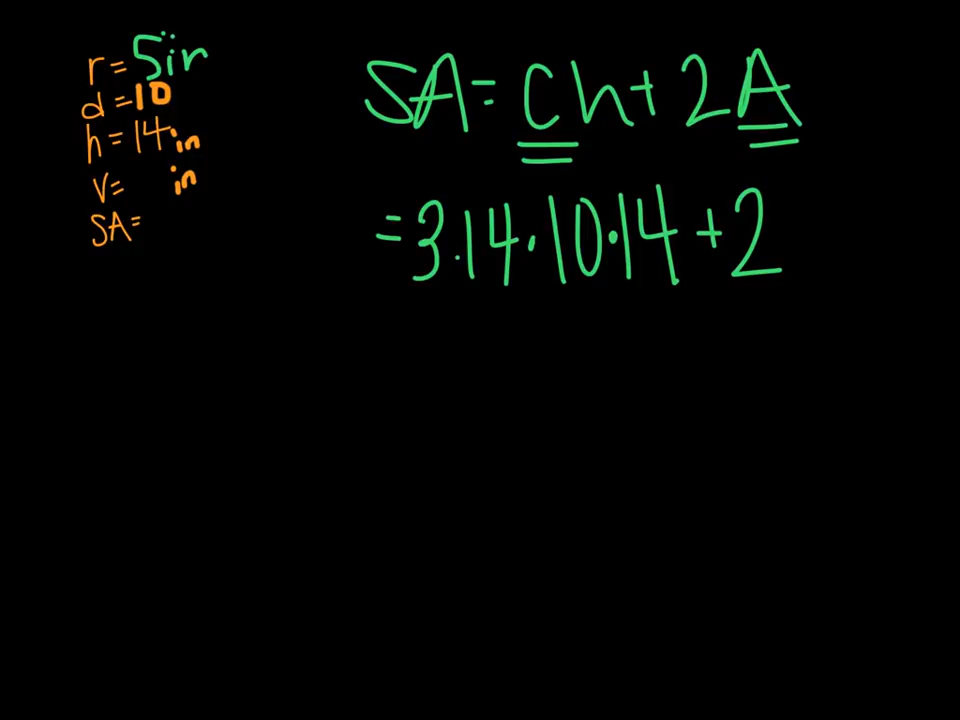 r = 5in
d = 10
h = 14 in
V = in
SA =
SA = Ch + 2A
= 3.14 · 10 · 14 + 2